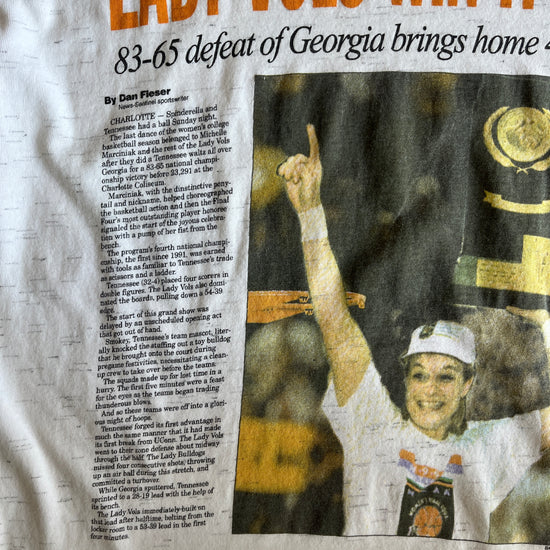 LADY VOLS WIN
83-65 defeat of Georgia brings home
By Dan Fleser
News-Sentinel sportswriter
CHARLOTTE — Spinderella and
Tennessee had a ball Sunday night.
The last dance of the women's college
basketball season belonged to Michelle
Marciniak and the rest of the Lady Vols
after they did a Tennessee waltz all over
Georgia for a 83-65 national champi-
onship victory before 23,291 at the
Charlotte Coliseum.
Marciniak, with the dinstinctive pony-
tail and nickname, helped choreographed
the basketball action and then the Final
Four's most outstanding player honoree
signaled the start of the joyous celebra-
tion with a pump of her fist from the
bench.
The program's fourth national champi-
onship, the first since 1991, was earned
with tools as familiar to Tennessee's trade
as scissors and a ladder.
Tennessee (32-4) placed four scorers in
double figures. The Lady Vols also domi-
nated the boards, pulling down a 54-39
edge.
The start of this grand show was
delayed by an unscheduled opening act
that got out of hand.
Smokey, Tennessee's team mascot, liter-
ally knocked the stuffing out a toy bulldog
that he brought onto the court during
pregame festivities, necessitating a clean-
up crew to take over before the teams.
The squads made up for lost time in a
hurry. The first five minutes were a feast
for the eyes as the teams began trading
thunderous blows.
And so these teams were off into a glori-
ous night of hoops.
Tennessee forged its first advantage in
much the same manner that it had made
its first break from UConn. The Lady Vols
went to their zone defense about midway
through the half. The Lady Bulldogs
missed four consecutive shots; throwing
up an air ball during this stretch, and
committed a turnover.
While Georgia sputtered, Tennessee
sprinted to a 28-19 lead with the help of
its bench.
The Lady Vols immediately built on
that lead after halftime, bolting from the
locker room to a 53-39 lead in the first
four minutes.